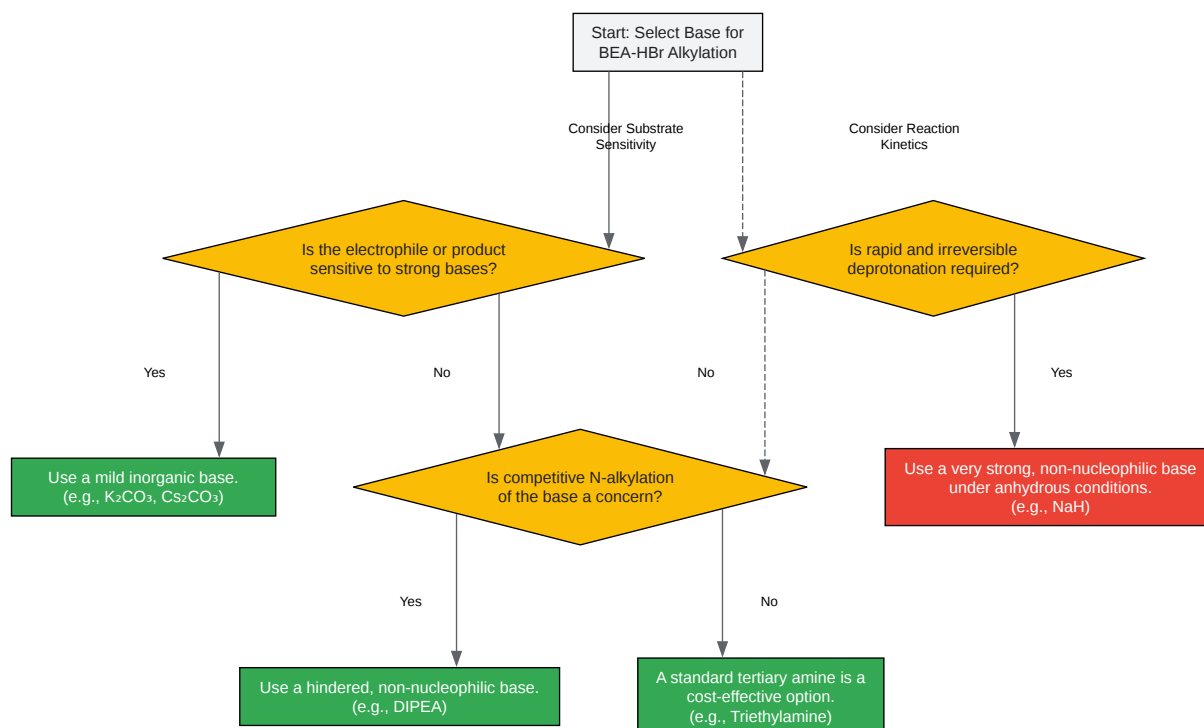 Start: Select Base for
BEA-HBr Alkylation
Consider Substrate
Sensitivity
Consider Reaction
Kinetics
Is the electrophile or product
sensitive to strong bases?
Is rapid and irreversible
deprotonation required?
Yes
No
No
Yes
Use a mild inorganic base.
(e.g., K₂CO₃, Cs₂CO₃)
Is competitive N-alkylation
of the base a concern?
Use a very strong, non-nucleophilic base
under anhydrous conditions.
(e.g., NaH)
Yes
No
Use a hindered, non-nucleophilic base.
(e.g., DIPEA)
A standard tertiary amine is a
cost-effective option.
(e.g., Triethylamine)